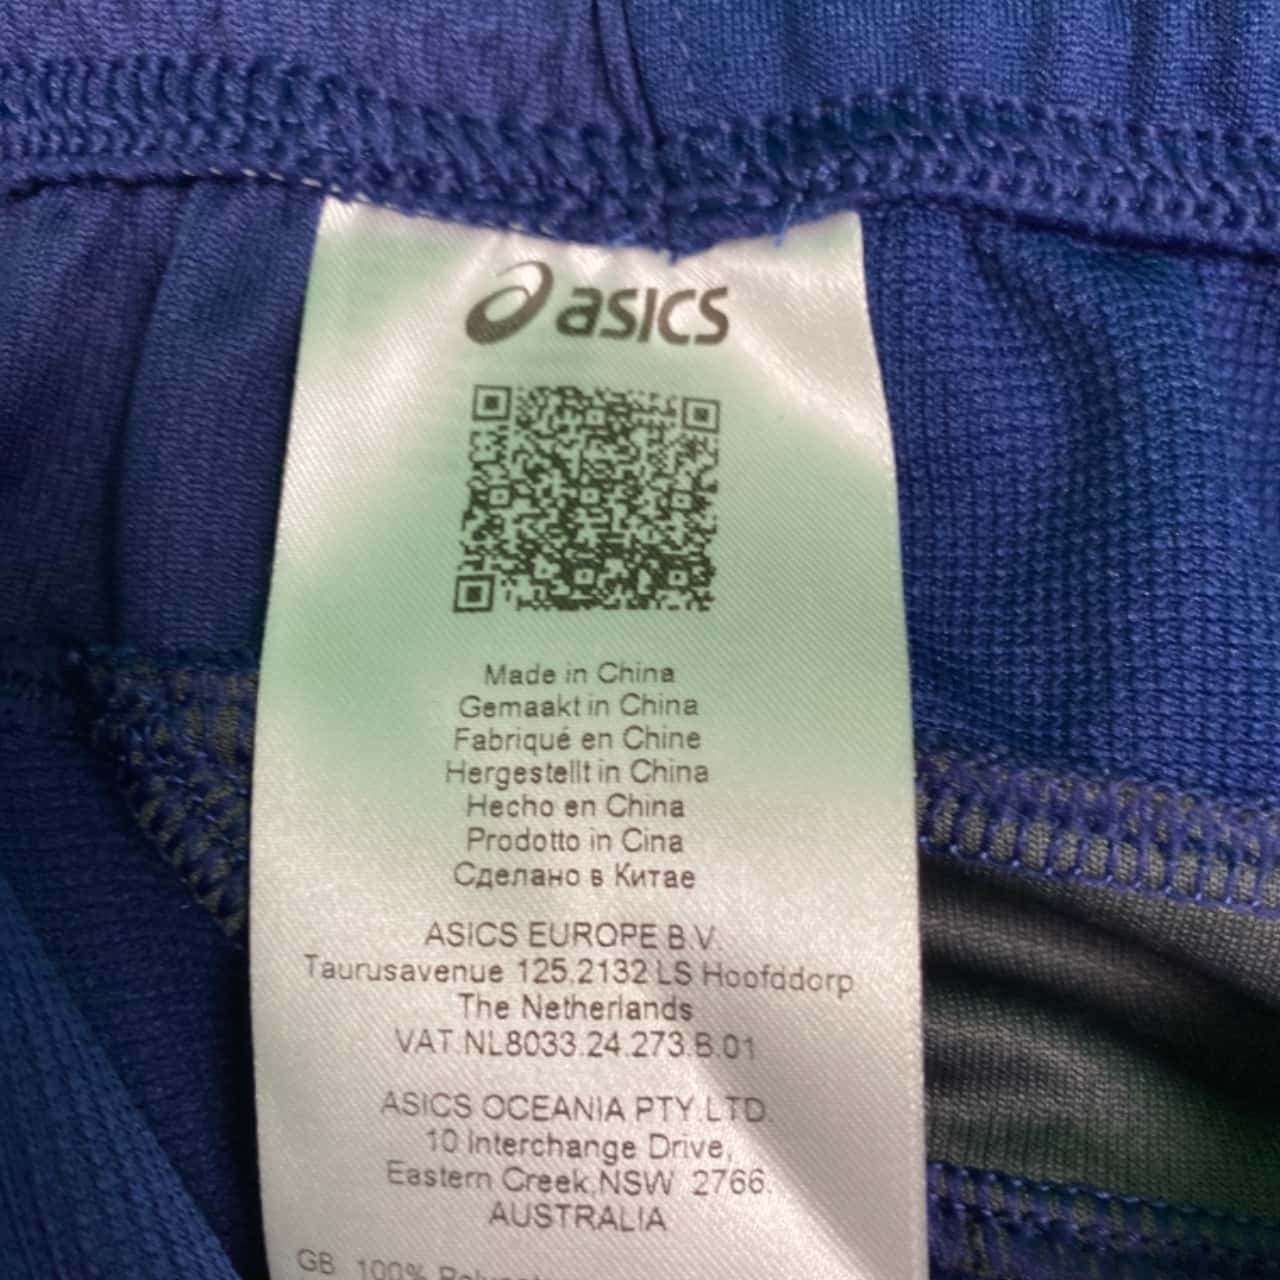 asics
Made in China
Gemaakt in China
Fabriqué en Chine
Hergestellt in China
Hecho en China
Prodotto in Cina
Сделано в Китае
ASICS EUROPE B.V.
Taurusavenue 125.2132 LS Hoofddorp
The Netherlands
VAT.NL8033.24.273.B.01
ASICS OCEANIA PTY.LTD.
10 Interchange Drive,
Eastern Creek,NSW 2766.
AUSTRALIA
GB 100%